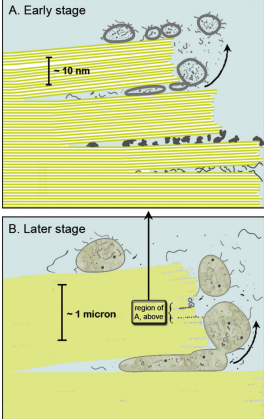 A. Early stage
~ 10 nm
B. Later stage
~ 1 micron
region of
A, above